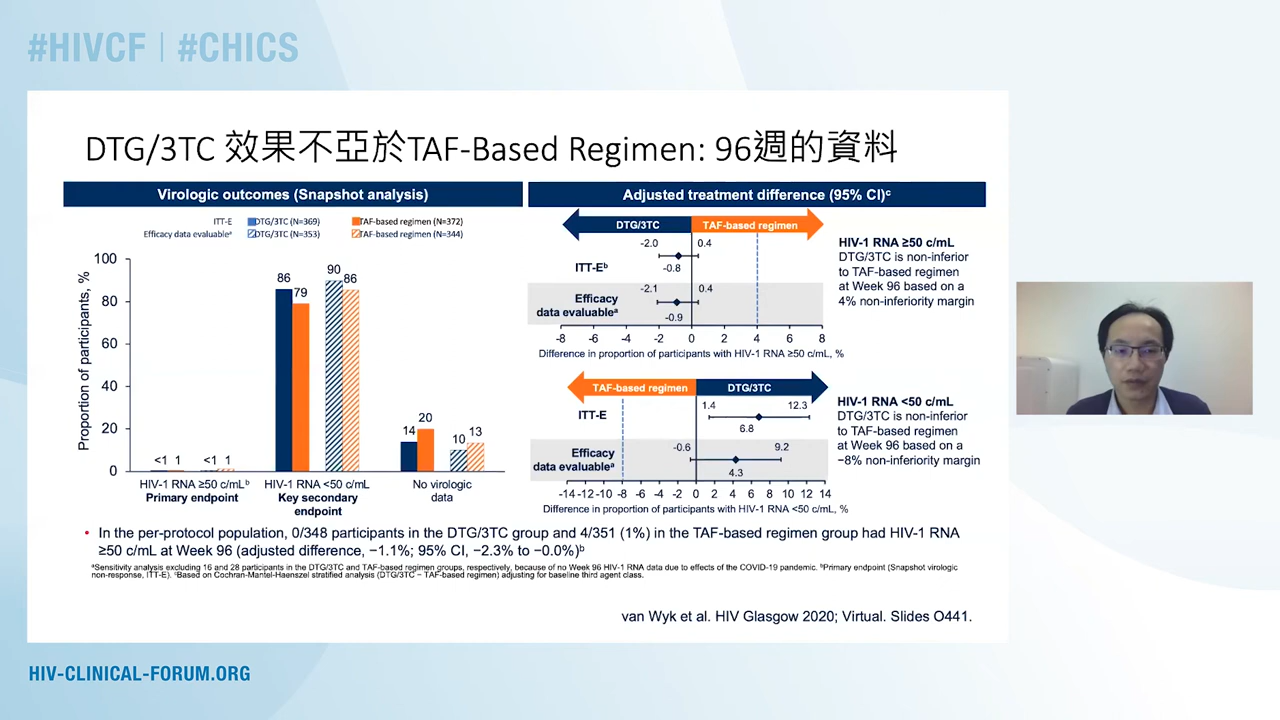 #HIVCF | #CHICS
DTG/3TC 效果不亞於TAF-Based Regimen: 96週的資料
Virologic outcomes (Snapshot analysis)
ITT-E DTG/3TC (N=369) TAF-based regimen (N=372)
Efficacy data evaluableᵃ DTG/3TC (N=353) TAF-based regimen (N=344)
Proportion of participants, %
100
80
60
40
20
0
<1 1 <1 1
86 79 90 86
14 20 10 13
HIV-1 RNA ≥50 c/mLᵇ
Primary endpoint
HIV-1 RNA <50 c/mL
Key secondary
endpoint
No virologic
data
Adjusted treatment difference (95% CI)ᶜ
DTG/3TC TAF-based regimen
-2.0 0.4
ITT-Eᵇ
-0.8
-2.1 0.4
Efficacy
data evaluableᵃ
-0.9
-8 -6 -4 -2 0 2 4 6 8
Difference in proportion of participants with HIV-1 RNA ≥50 c/mL, %
HIV-1 RNA ≥50 c/mL
DTG/3TC is non-inferior
to TAF-based regimen
at Week 96 based on a
4% non-inferiority margin
TAF-based regimen DTG/3TC
ITT-E
1.4 12.3
6.8
-0.6 9.2
Efficacy
data evaluableᵃ
4.3
-14 -12 -10 -8 -6 -4 -2 0 2 4 6 8 10 12 14
Difference in proportion of participants with HIV-1 RNA <50 c/mL, %
HIV-1 RNA <50 c/mL
DTG/3TC is non-inferior
to TAF-based regimen
at Week 96 based on a
−8% non-inferiority margin
• In the per-protocol population, 0/348 participants in the DTG/3TC group and 4/351 (1%) in the TAF-based regimen group had HIV-1 RNA
≥50 c/mL at Week 96 (adjusted difference, −1.1%; 95% CI, −2.3% to −0.0%)ᵇ
ᵃSensitivity analysis excluding 16 and 28 participants in the DTG/3TC and TAF-based regimen groups, respectively, because of no Week 96 HIV-1 RNA data due to effects of the COVID-19 pandemic. ᵇPrimary endpoint (Snapshot virologic
non-response, ITT-E). ᶜBased on Cochran-Mantel-Haenszel stratified analysis (DTG/3TC − TAF-based regimen) adjusting for baseline third agent class.
van Wyk et al. HIV Glasgow 2020; Virtual. Slides O441.
HIV-CLINICAL-FORUM.ORG